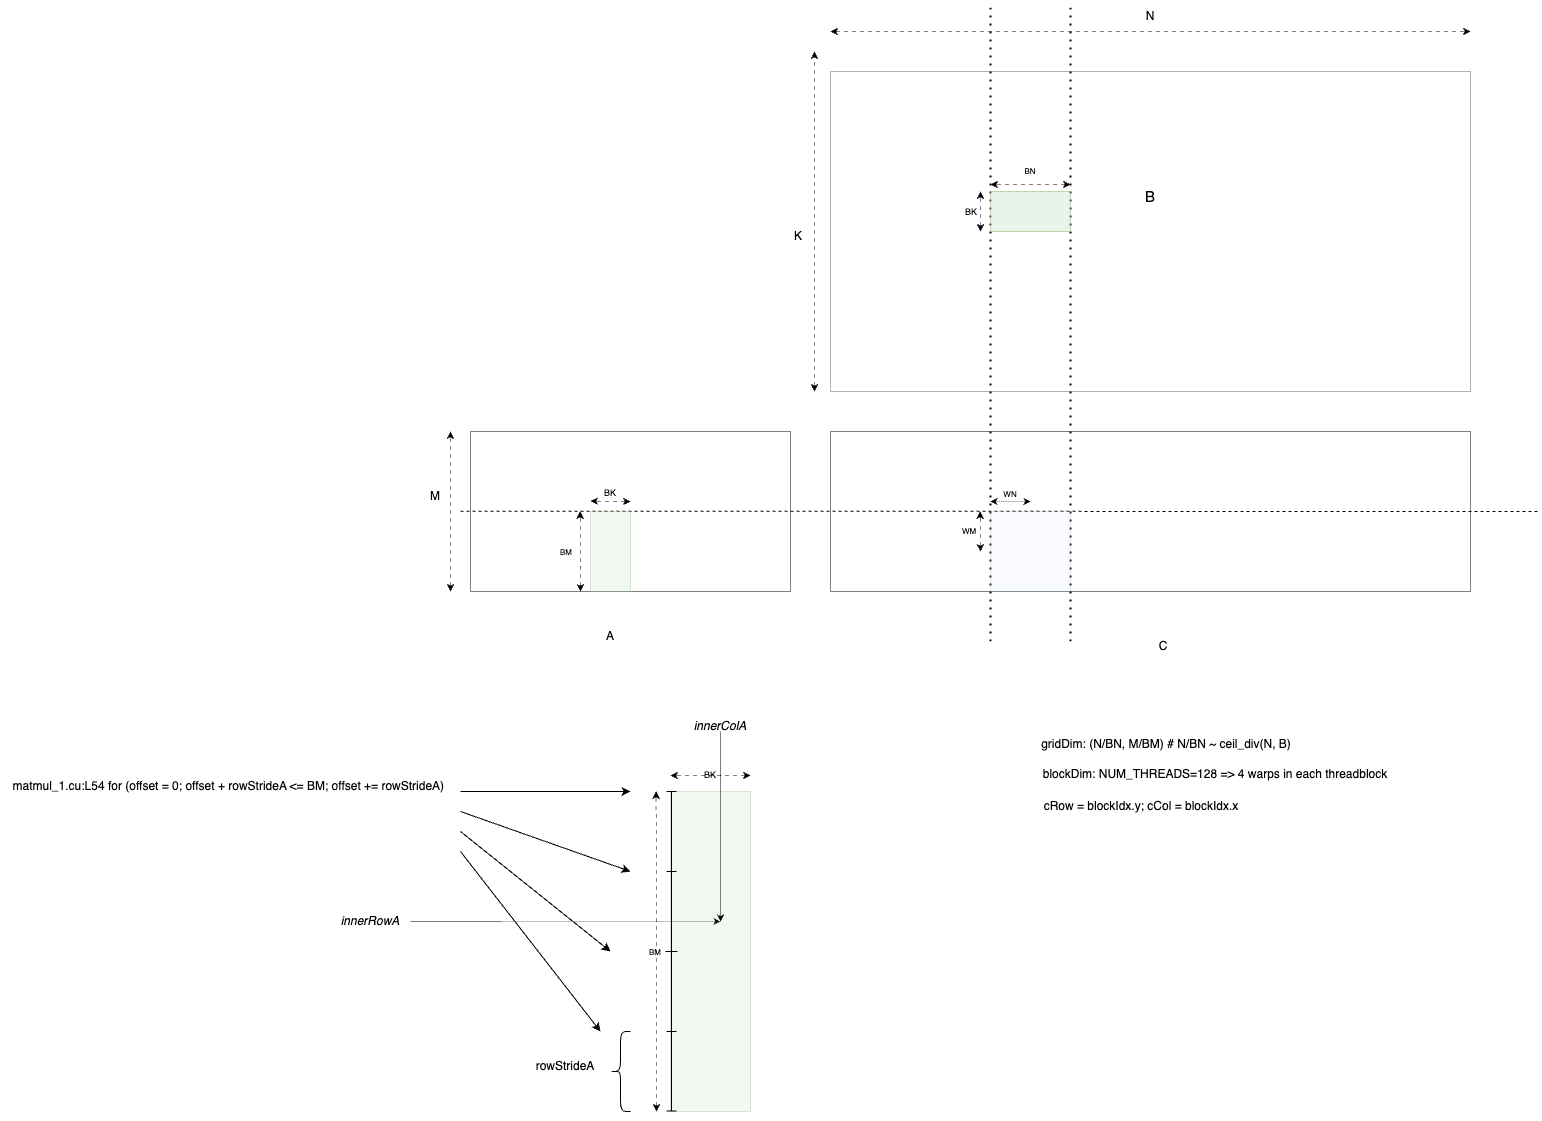 N
BN
B
BK
K
BK
WN
M
WM
BM
A
C
innerColA
gridDim: (N/BN, M/BM) # N/BN ~ ceil_div(N, B)
BK
blockDim: NUM_THREADS=128 => 4 warps in each threadblock
matmul_1.cu:L54 for (offset = 0; offset + rowStrideA <= BM; offset += rowStrideA)
cRow = blockIdx.y; cCol = blockIdx.x
innerRowA
BM
rowStrideA